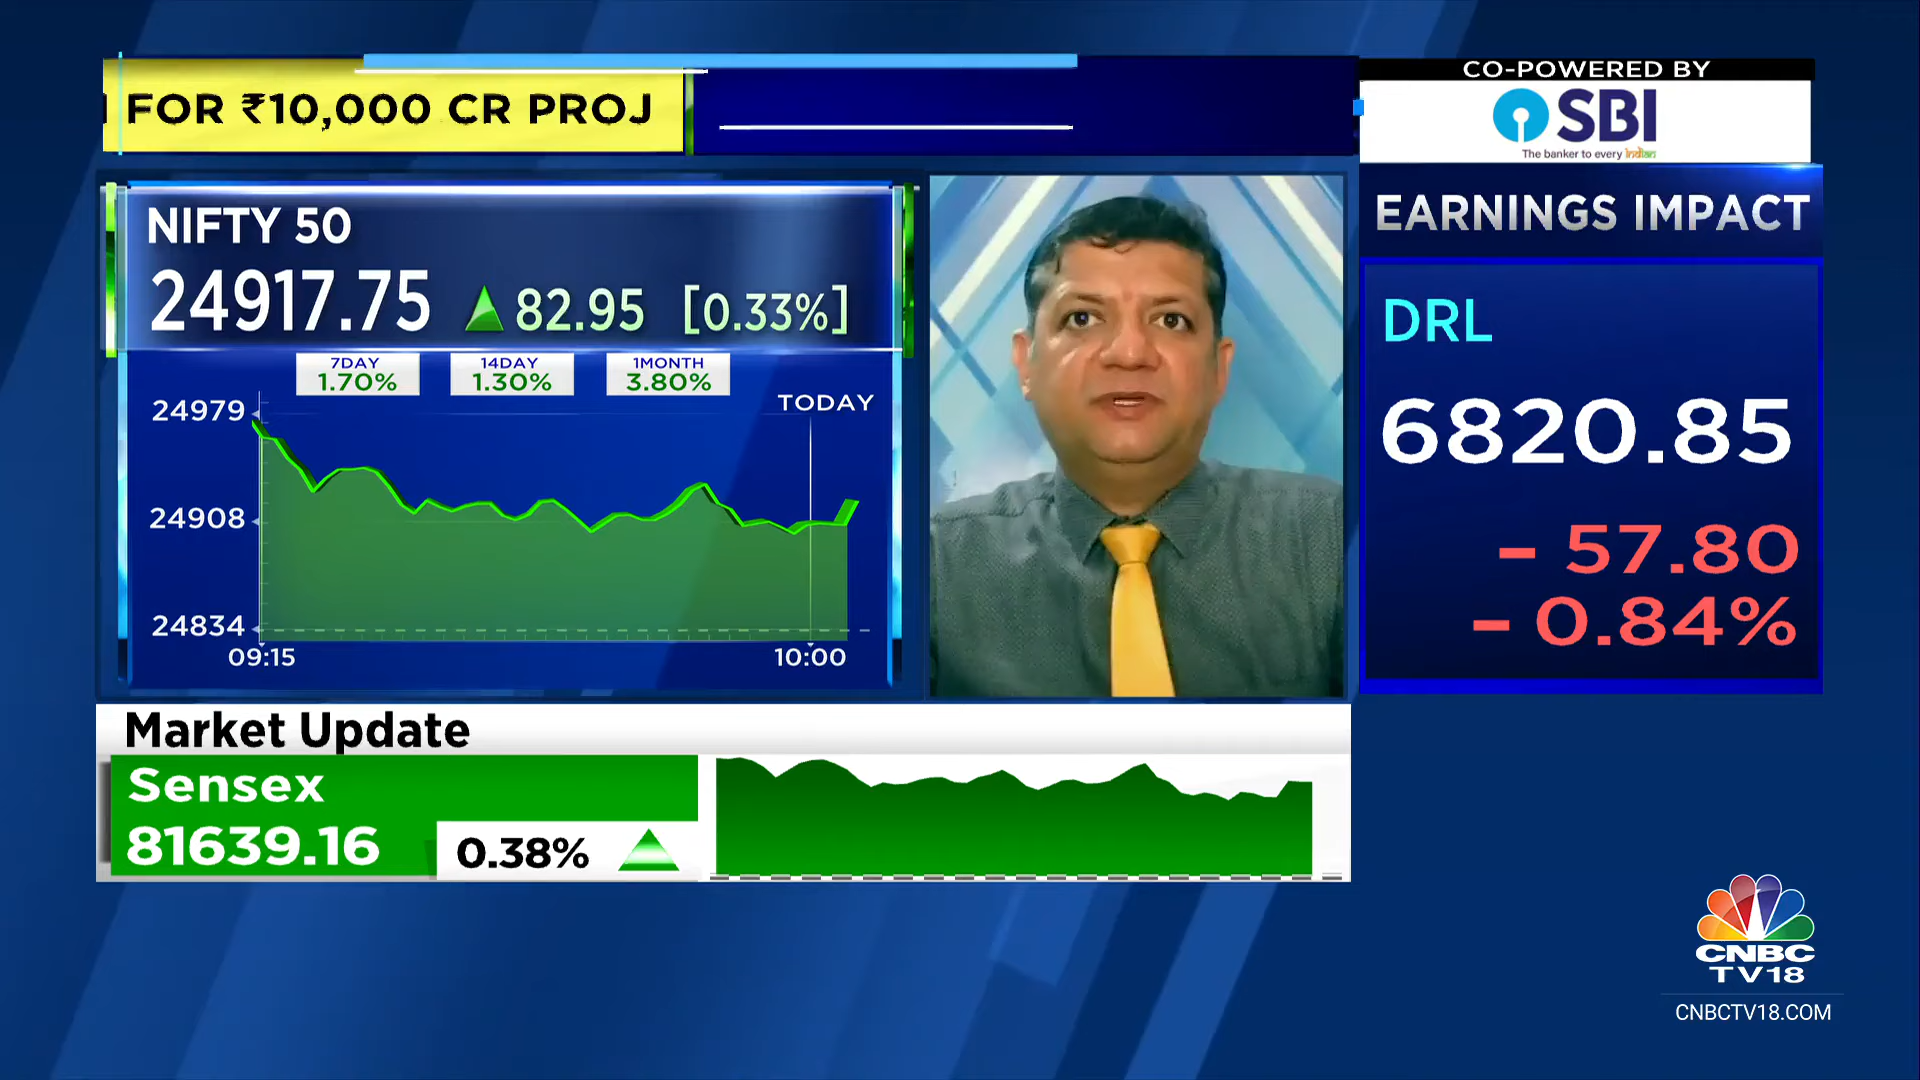 FOR ₹10,000 CR PROJ
CO-POWERED BY
SBI
The banker to every Indian
EARNINGS IMPACT
NIFTY 50
24917.75 ▲ 82.95 [0.33%]
7DAY 14DAY 1MONTH
1.70% 1.30% 3.80%
TODAY
24979
24908
24834
09:15 10:00
DRL
6820.85
- 57.80
- 0.84%
Market Update
Sensex
81639.16 0.38% ▲
CNBC
TV18
CNBCTV18.COM